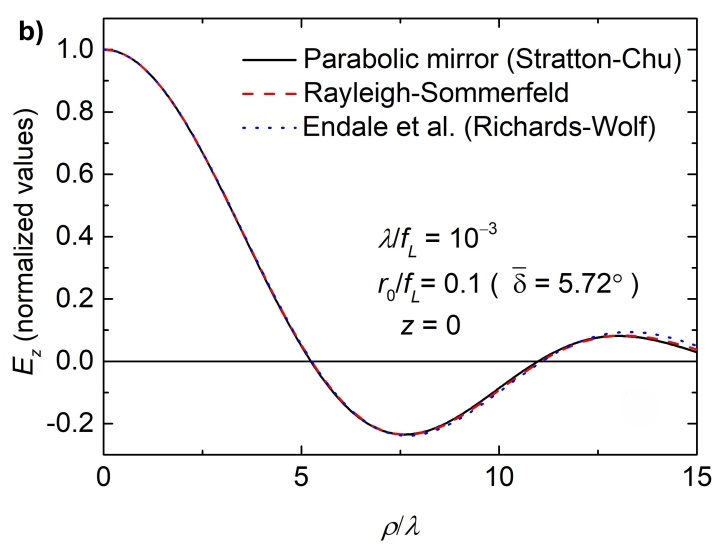 b)
1.0
0.8
0.6
0.4
0.2
0.0
-0.2
E_z (normalized values)
Parabolic mirror (Stratton-Chu)
Rayleigh-Sommerfeld
Endale et al. (Richards-Wolf)
λ/f_L = 10⁻³
r₀/f_L= 0.1 ( δ̅ = 5.72° )
z = 0
0 5 10 15
ρ/λ